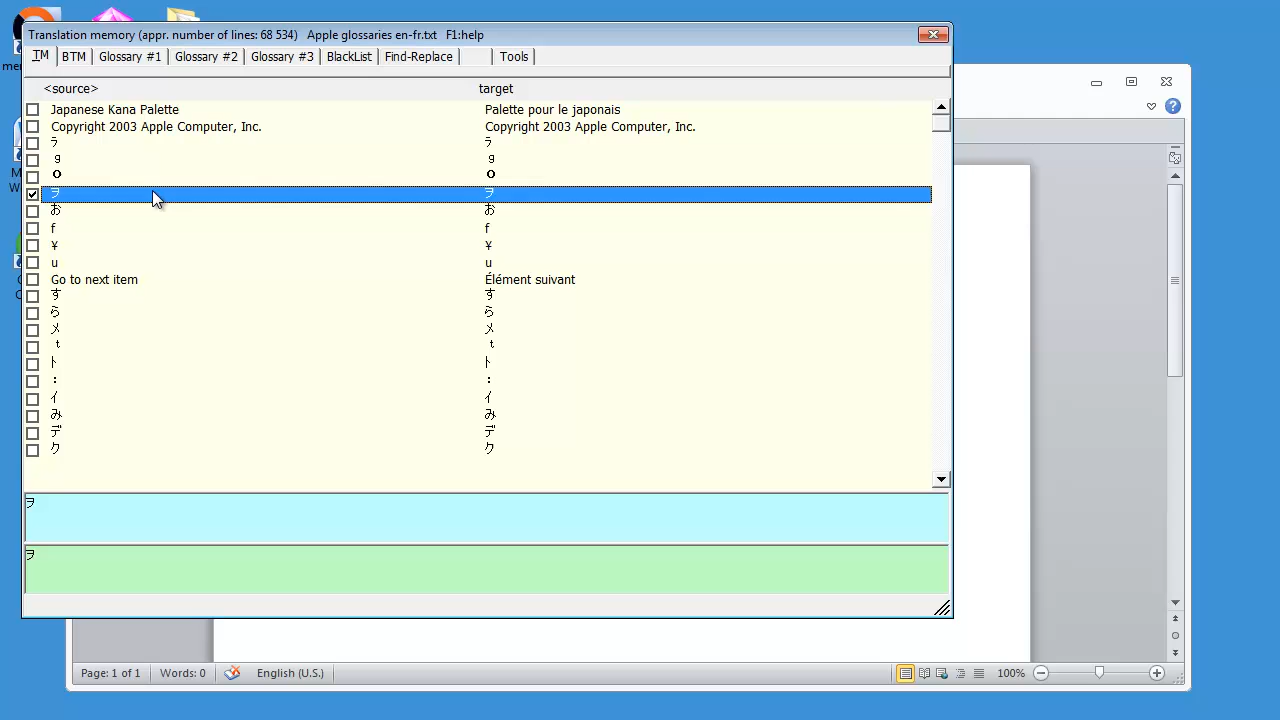 Translation memory (appr. number of lines: 68 534) Apple glossaries en-fr.txt F1:help
TM BTM Glossary #1 Glossary #2 Glossary #3 BlackList Find-Replace Tools
<source> target
Japanese Kana Palette Palette pour le japonais
Copyright 2003 Apple Computer, Inc. Copyright 2003 Apple Computer, Inc.
ラ ラ
g g
o o
ヲ ヲ
お お
f f
¥ ¥
u u
Go to next item Élément suivant
す す
ら ら
メ メ
t t
ト ト
: :
イ イ
み み
デ デ
ク ク
ヲ
ヲ
Page: 1 of 1 Words: 0 English (U.S.) 100%